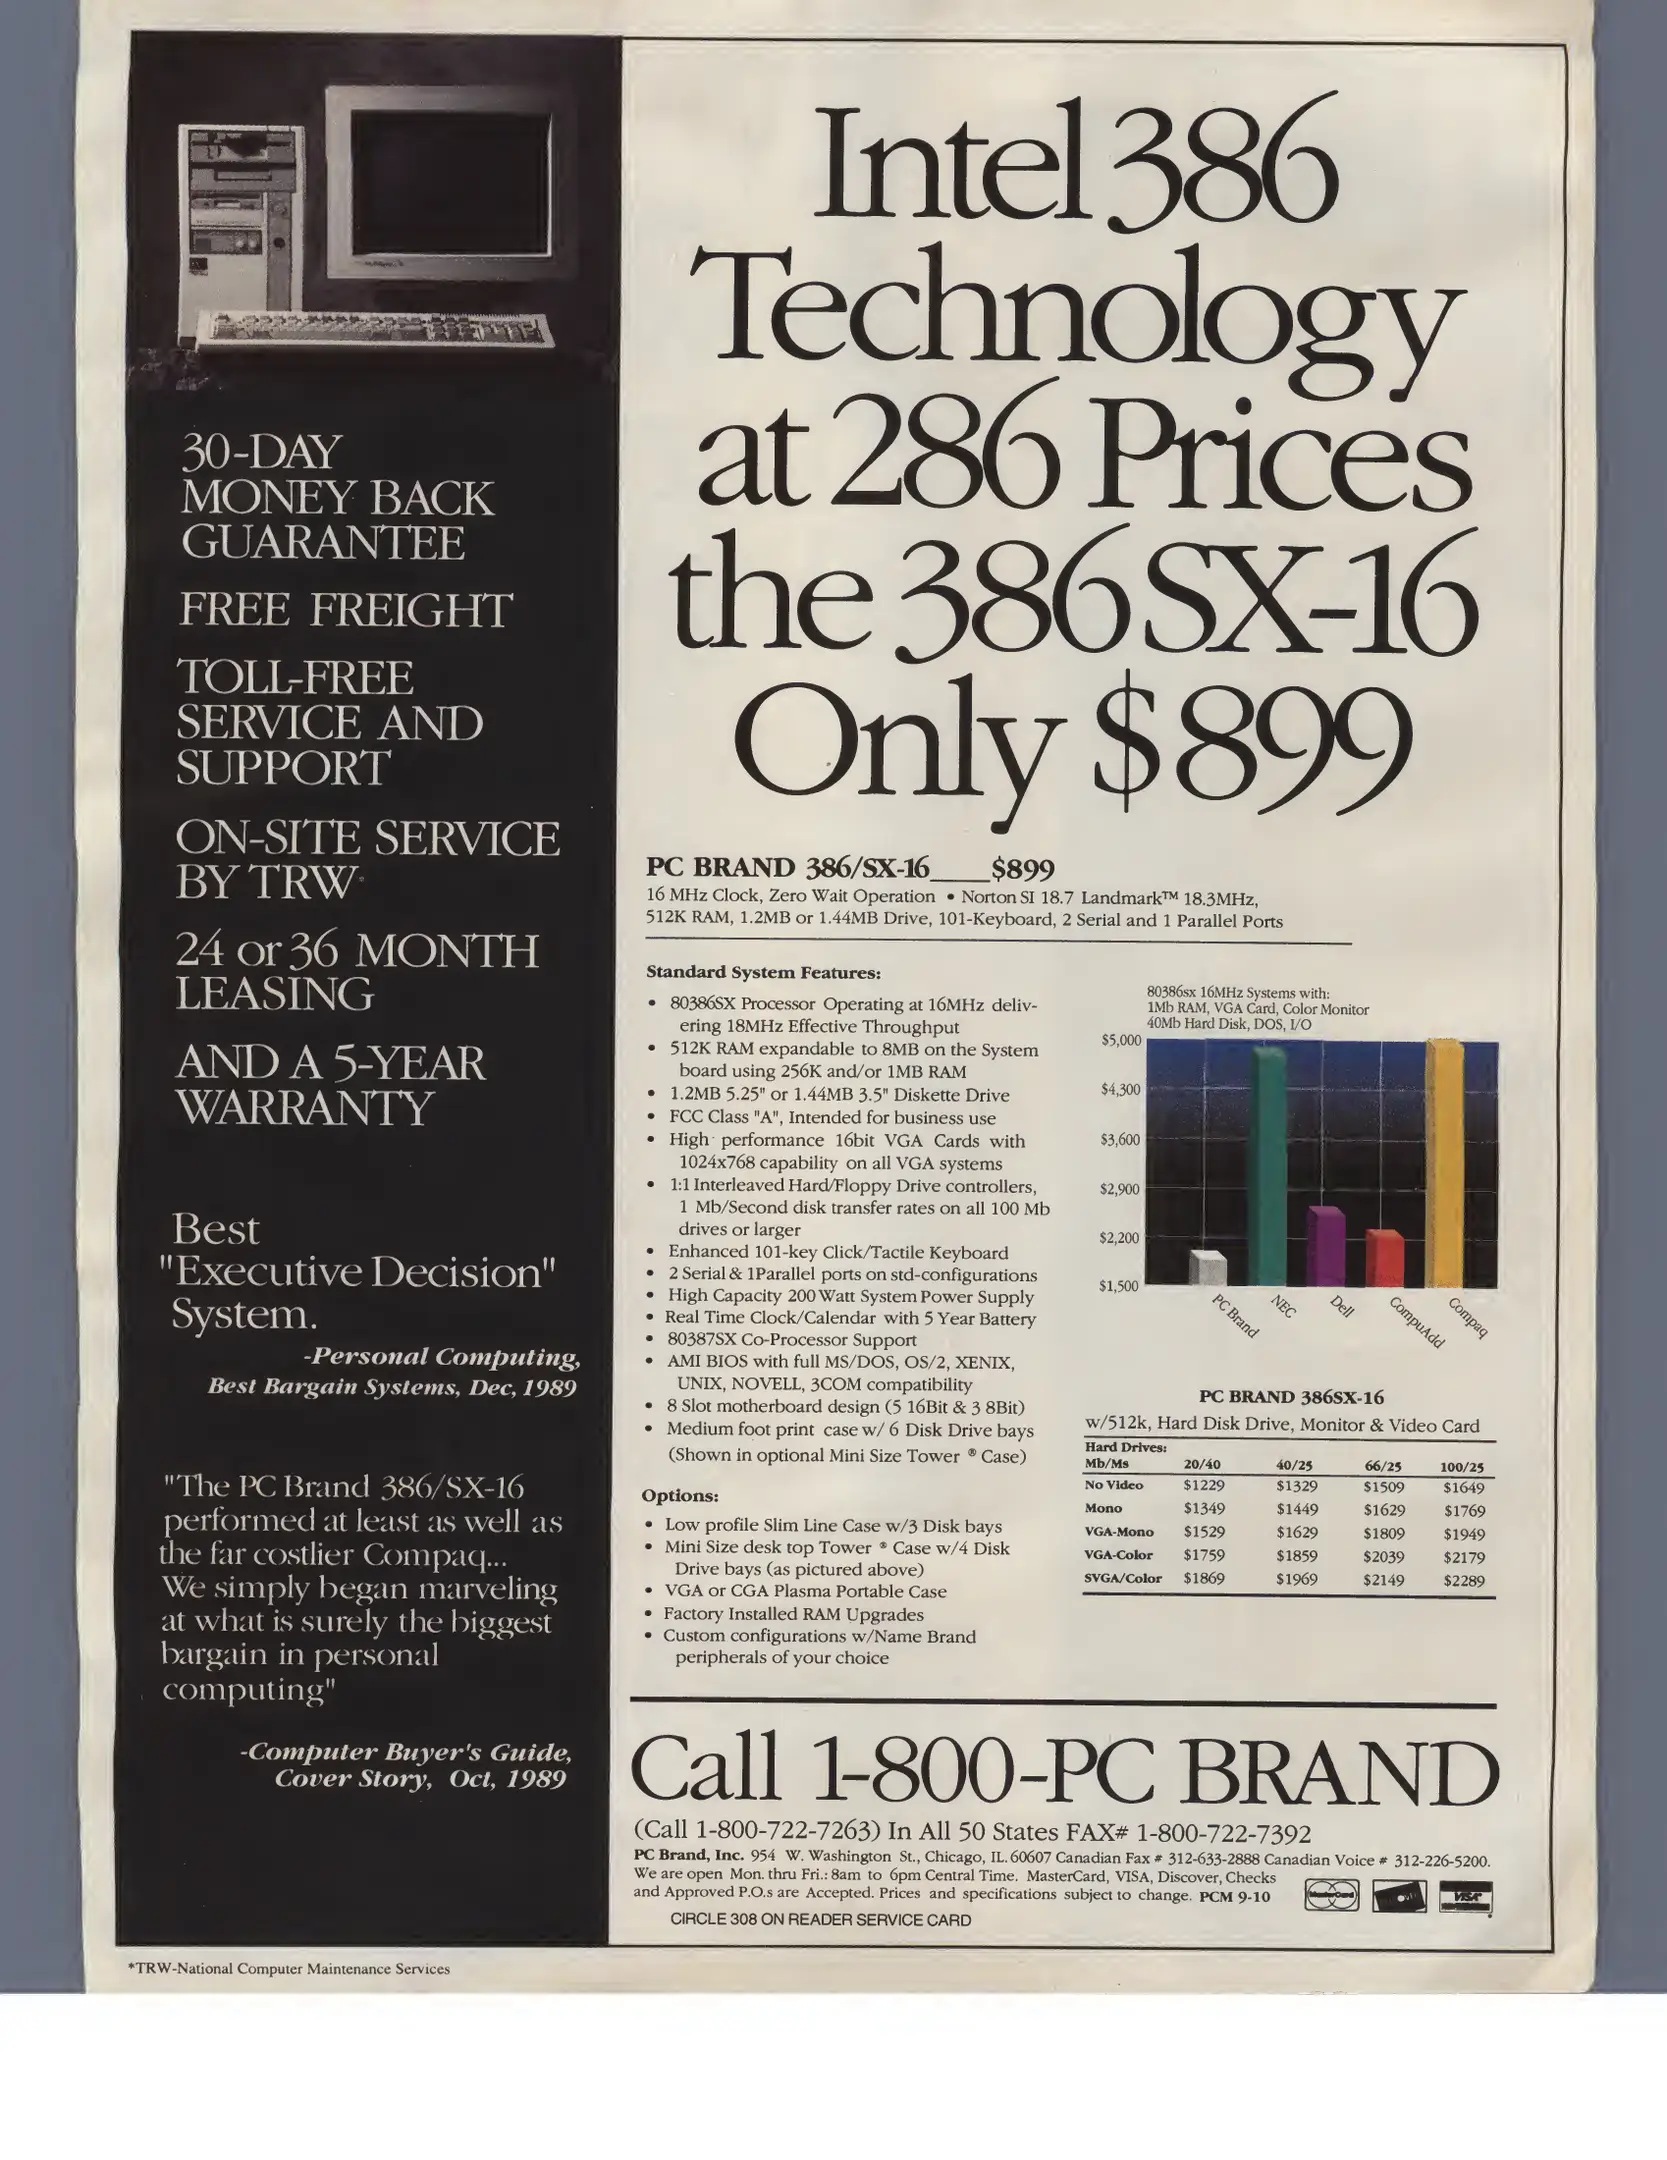 30-DAY
MONEY BACK
GUARANTEE
FREE FREIGHT
TOLL-FREE
SERVICE AND
SUPPORT
ON-SITE SERVICE
BY TRW*
24 or 36 MONTH
LEASING
AND A 5-YEAR
WARRANTY
Best
"Executive Decision"
System.
-Personal Computing,
Best Bargain Systems, Dec, 1989
"The PC Brand 386/SX-16
performed at least as well as
the far costlier Compaq...
We simply began marveling
at what is surely the biggest
bargain in personal
computing"
-Computer Buyer's Guide,
Cover Story, Oct, 1989
Intel 386
Technology
at 286 Prices
the 386SX-16
Only $899
PC BRAND 386/SX-16____$899
16 MHz Clock, Zero Wait Operation • Norton SI 18.7 Landmark™ 18.3MHz,
512K RAM, 1.2MB or 1.44MB Drive, 101-Keyboard, 2 Serial and 1 Parallel Ports
Standard System Features:
• 80386SX Processor Operating at 16MHz deliv-
ering 18MHz Effective Throughput
• 512K RAM expandable to 8MB on the System
board using 256K and/or 1MB RAM
• 1.2MB 5.25" or 1.44MB 3.5" Diskette Drive
• FCC Class "A", Intended for business use
• High performance 16bit VGA Cards with
1024x768 capability on all VGA systems
• 1:1 Interleaved Hard/Floppy Drive controllers,
1 Mb/Second disk transfer rates on all 100 Mb
drives or larger
• Enhanced 101-key Click/Tactile Keyboard
• 2 Serial & 1Parallel ports on std-configurations
• High Capacity 200 Watt System Power Supply
• Real Time Clock/Calendar with 5 Year Battery
• 80387SX Co-Processor Support
• AMI BIOS with full MS/DOS, OS/2, XENIX,
UNIX, NOVELL, 3COM compatibility
• 8 Slot motherboard design (5 16Bit & 3 8Bit)
• Medium foot print case w/ 6 Disk Drive bays
(Shown in optional Mini Size Tower ® Case)
Options:
• Low profile Slim Line Case w/3 Disk bays
• Mini Size desk top Tower ® Case w/4 Disk
Drive bays (as pictured above)
• VGA or CGA Plasma Portable Case
• Factory Installed RAM Upgrades
• Custom configurations w/Name Brand
peripherals of your choice
80386sx 16MHz Systems with:
1Mb RAM, VGA Card, Color Monitor
40Mb Hard Disk, DOS, I/O
$5,000
$4,300
$3,600
$2,900
$2,200
$1,500
PC Brand NEC Dell CompuAdd Compaq
PC BRAND 386SX-16
w/512k, Hard Disk Drive, Monitor & Video Card
Hard Drives:
Mb/Ms 20/40 40/25 66/25 100/25
No Video $1229 $1329 $1509 $1649
Mono $1349 $1449 $1629 $1769
VGA-Mono $1529 $1629 $1809 $1949
VGA-Color $1759 $1859 $2039 $2179
SVGA/Color $1869 $1969 $2149 $2289
Call 1-800-PC BRAND
(Call 1-800-722-7263) In All 50 States FAX# 1-800-722-7392
PC Brand, Inc. 954 W. Washington St., Chicago, IL. 60607 Canadian Fax # 312-633-2888 Canadian Voice # 312-226-5200.
We are open Mon. thru Fri.: 8am to 6pm Central Time. MasterCard, VISA, Discover, Checks
and Approved P.O.s are Accepted. Prices and specifications subject to change. PCM 9-10
MasterCard VISA
CIRCLE 308 ON READER SERVICE CARD
*TRW-National Computer Maintenance Services